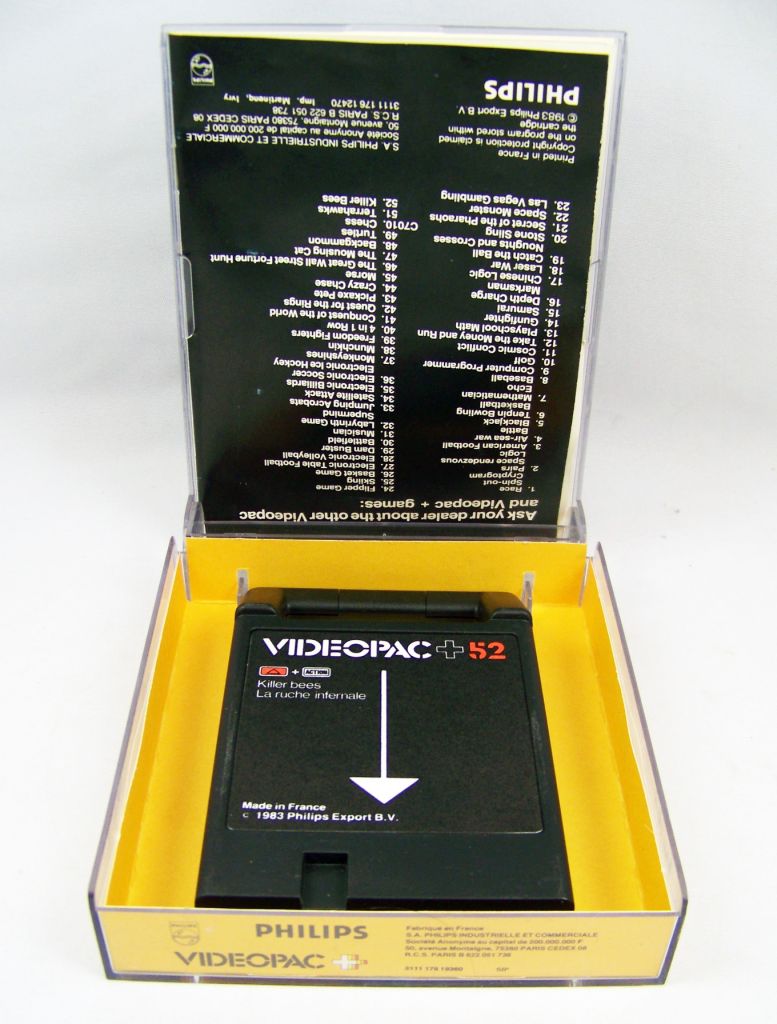 Ask your dealer about the other Videopac
and Videopac + games:
1. Race
Spin-out
Cryptogram
2. Pairs
Space rendezvous
Logic
3. American Football
4. Air-sea war
Battle
5. Blackjack
6. Tenpin Bowling
Basketball
7. Mathematician
Echo
8. Baseball
9. Computer Programmer
10. Golf
11. Cosmic Conflict
12. Take the Money and Run
13. Playschool Math
14. Gunfighter
15. Samurai
16. Depth Charge
Marksman
17. Chinese Logic
18. Laser War
19. Catch the Ball
Noughts and Crosses
20. Stone Sling
21. Secret of the Pharaohs
22. Space Monster
23. Las Vegas Gambling
24. Flipper Game
25. Skiing
26. Basket Game
27. Electronic Table Football
28. Electronic Volleyball
29. Dam Buster
30. Battlefield
31. Musician
32. Labyrinth Game
Supermind
33. Jumping Acrobats
34. Satellite Attack
35. Electronic Billiards
36. Electronic Soccer
Electronic Ice Hockey
37. Monkeyshines
38. Munchkin
39. Freedom Fighters
40. 4 in 1 Row
41. Conquest of the World
42. Quest for the Rings
43. Pickaxe Pete
44. Crazy Chase
45. Morse
46. The Great Wall Street Fortune Hunt
47. The Mousing Cat
48. Backgammon
49. Turtles
C7010. Chess
51. Terrahawks
52. Killer Bees
Printed in France
Copyright protection is claimed
on the program stored within
the cartridge
© 1983 Philips Export B.V.
PHILIPS
S.A. PHILIPS INDUSTRIELLE ET COMMERCIALE
Société Anonyme au capital de 200 000 000 F
50, avenue Montaigne, 75380 PARIS CEDEX 08
R.C.S. PARIS B 622 051 738
3111 176 12470 Imp. Martinenq, Ivry
VIDEOPAC + 52
+ ACTION
Killer bees
La ruche infernale
Made in France
c 1983 Philips Export B.V.
PHILIPS
VIDEOPAC +
Fabriqué en France
S.A. PHILIPS INDUSTRIELLE ET COMMERCIALE
Société Anonyme au capital de 200.000.000 F
50, avenue Montaigne, 75380 PARIS CEDEX 08
R.C.S. PARIS B 622 051 738